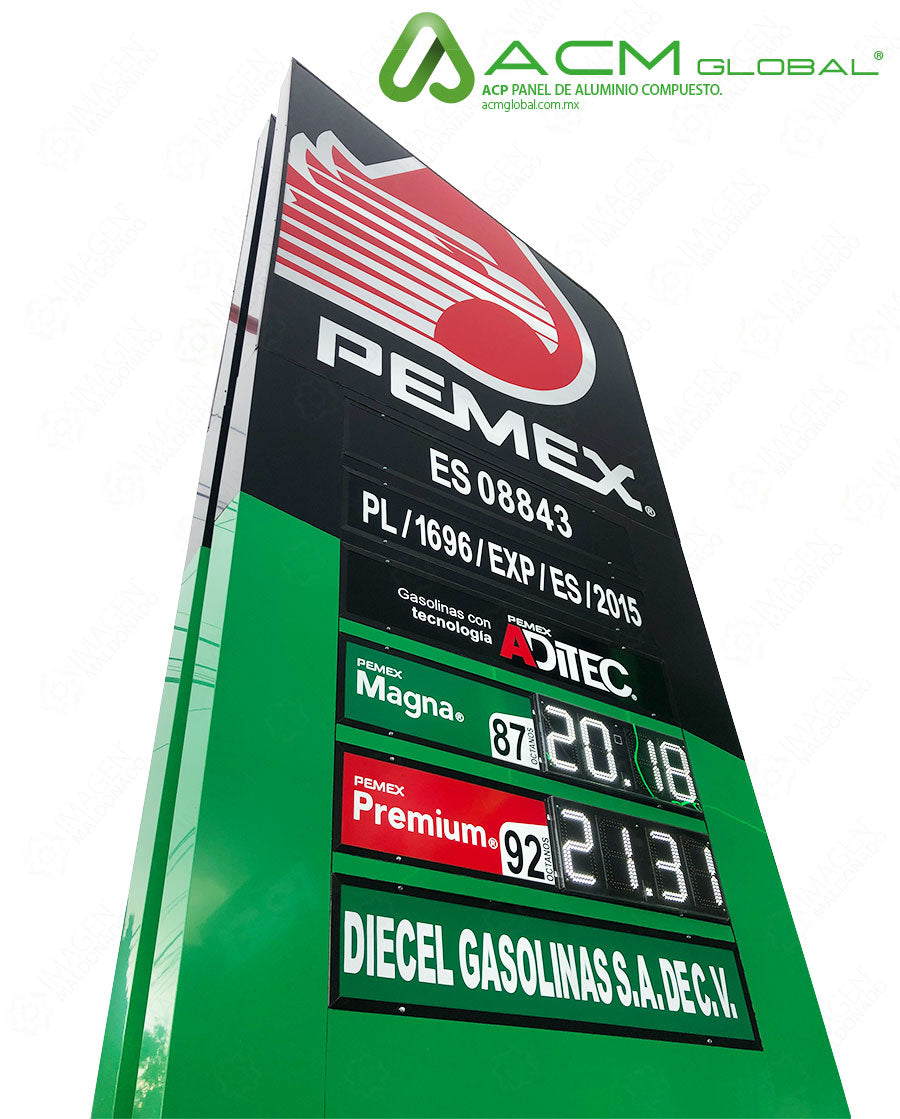 ACM GLOBAL®
ACP PANEL DE ALUMINIO COMPUESTO.
acmglobal.com.mx
PEMEX®
ES 08843
PL / 1696 / EXP / ES / 2015
Gasolinas con
tecnología
PEMEX
ADITEC®
PEMEX
Magna®
87 OCTANOS
20.18
PEMEX
Premium®
92 OCTANOS
21.31
DIECEL GASOLINAS S.A. DE C.V.
IMAGEN
MALDONADO